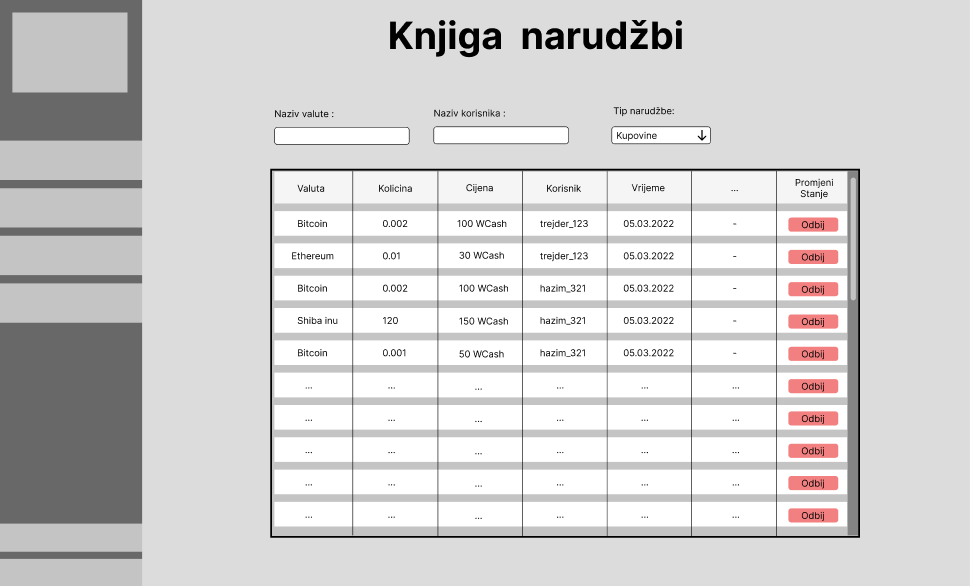 Knjiga narudžbi
Naziv valute : Naziv korisnika : Tip narudžbe:
Kupovine
Valuta Kolicina Cijena Korisnik Vrijeme ... Promjeni Stanje
Bitcoin 0.002 100 WCash trejder_123 05.03.2022 - Odbij
Ethereum 0.01 30 WCash trejder_123 05.03.2022 - Odbij
Bitcoin 0.002 100 WCash hazim_321 05.03.2022 - Odbij
Shiba inu 120 150 WCash hazim_321 05.03.2022 - Odbij
Bitcoin 0.001 50 WCash hazim_321 05.03.2022 - Odbij
... ... ... ... ... ... Odbij
... ... ... ... ... ... Odbij
... ... ... ... ... ... Odbij
... ... ... ... ... ... Odbij
... ... ... ... ... ... Odbij